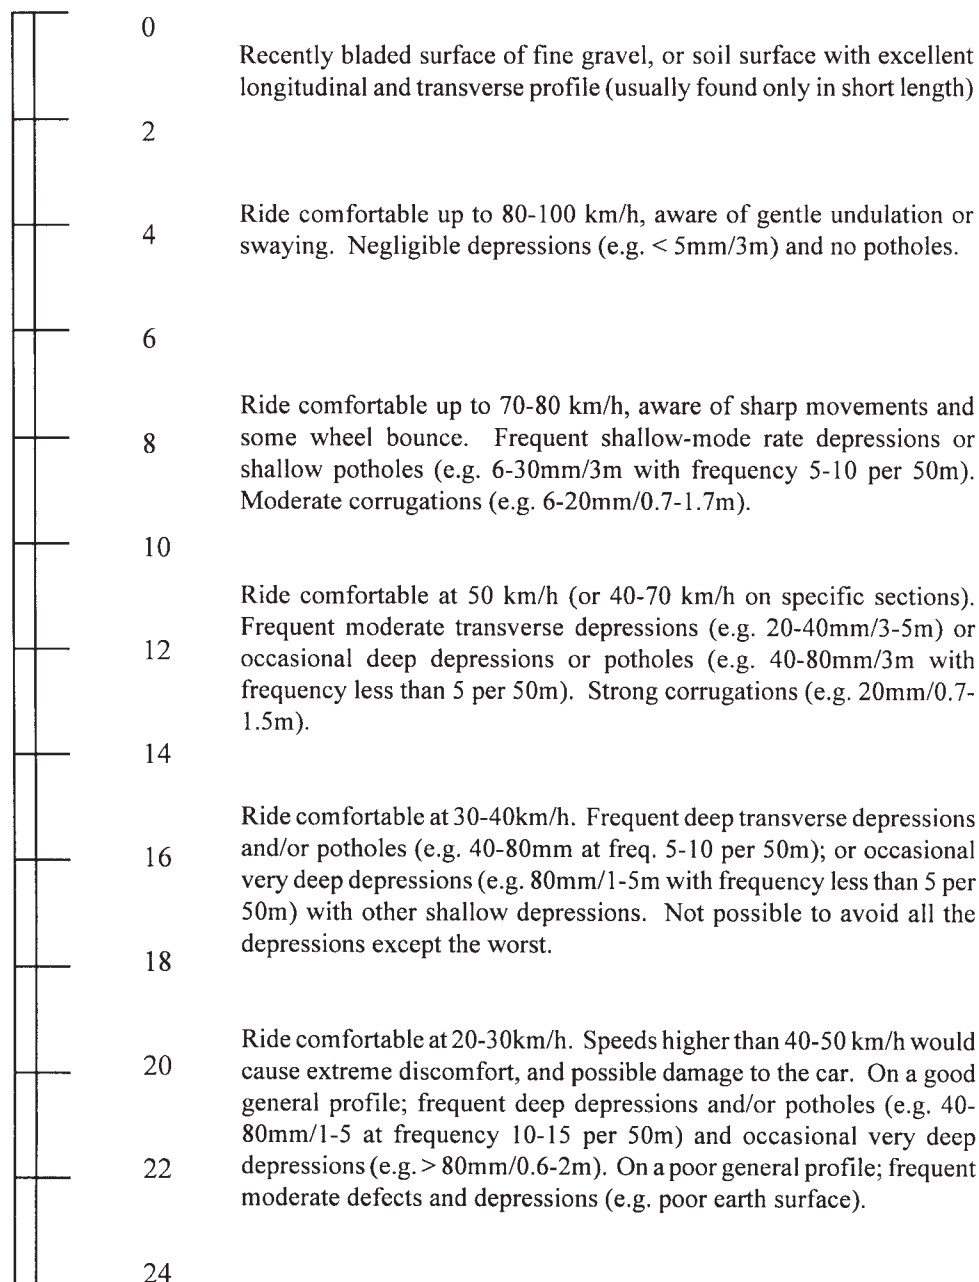 0
Recently bladed surface of fine gravel, or soil surface with excellent
longitudinal and transverse profile (usually found only in short length)
2
Ride comfortable up to 80-100 km/h, aware of gentle undulation or
4
swaying. Negligible depressions (e.g. < 5mm/3m) and no potholes.
6
Ride comfortable up to 70-80 km/h, aware of sharp movements and
8
some wheel bounce. Frequent shallow-mode rate depressions or
shallow potholes (e.g. 6-30mm/3m with frequency 5-10 per 50m).
Moderate corrugations (e.g. 6-20mm/0.7-1.7m).
10
Ride comfortable at 50 km/h (or 40-70 km/h on specific sections).
Frequent moderate transverse depressions (e.g. 20-40mm/3-5m) or
12
occasional deep depressions or potholes (e.g. 40-80mm/3m with
frequency less than 5 per 50m). Strong corrugations (e.g. 20mm/0.7-
1.5m).
14
Ride comfortable at 30-40km/h. Frequent deep transverse depressions
16
and/or potholes (e.g. 40-80mm at freq. 5-10 per 50m); or occasional
very deep depressions (e.g. 80mm/1-5m with frequency less than 5 per
50m) with other shallow depressions. Not possible to avoid all the
depressions except the worst.
18
Ride comfortable at 20-30km/h. Speeds higher than 40-50 km/h would
20
cause extreme discomfort, and possible damage to the car. On a good
general profile; frequent deep depressions and/or potholes (e.g. 40-
80mm/1-5 at frequency 10-15 per 50m) and occasional very deep
22
depressions (e.g. > 80mm/0.6-2m). On a poor general profile; frequent
moderate defects and depressions (e.g. poor earth surface).
24